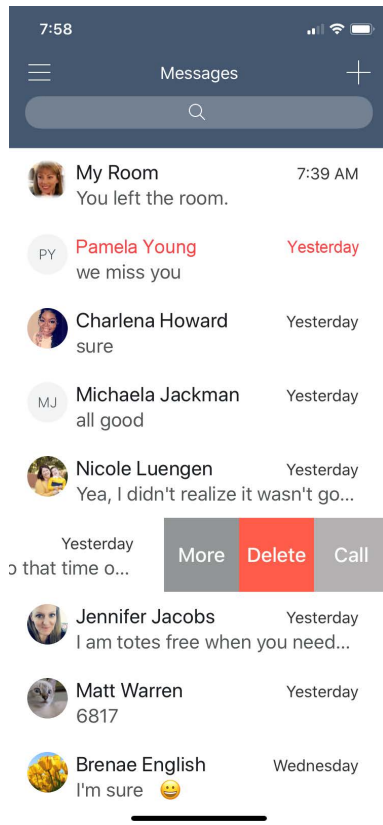 7:58
Messages
My Room 7:39 AM
You left the room.
PY Pamela Young Yesterday
we miss you
Charlena Howard Yesterday
sure
MJ Michaela Jackman Yesterday
all good
Nicole Luengen Yesterday
Yea, I didn't realize it wasn't go...
Yesterday
that time o...
More Delete Call
Jennifer Jacobs Yesterday
I am totes free when you need...
Matt Warren Yesterday
6817
Brenae English Wednesday
I'm sure 😀